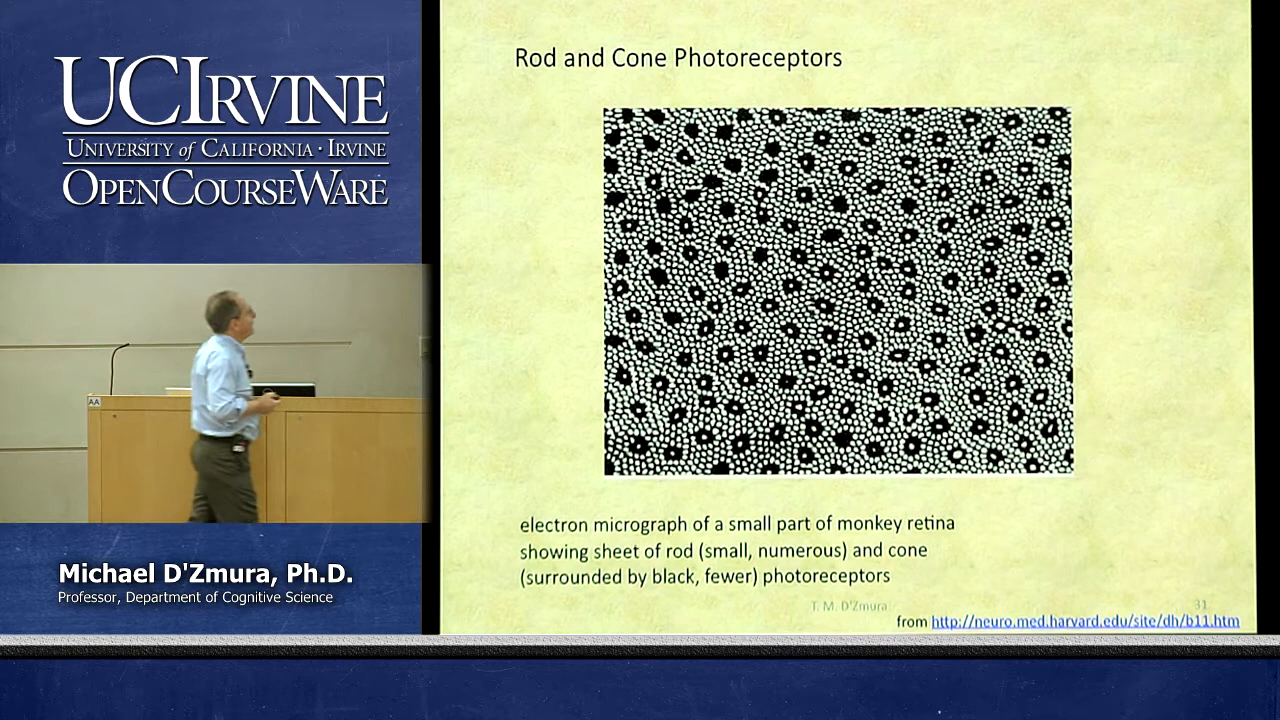 UCIRVINE
UNIVERSITY of CALIFORNIA · IRVINE
OPENCOURSEWARE
AA
Michael D'Zmura, Ph.D.
Professor, Department of Cognitive Science
Rod and Cone Photoreceptors
electron micrograph of a small part of monkey retina
showing sheet of rod (small, numerous) and cone
(surrounded by black, fewer) photoreceptors
T. M. D'Zmura
31
from http://neuro.med.harvard.edu/site/dh/b11.htm